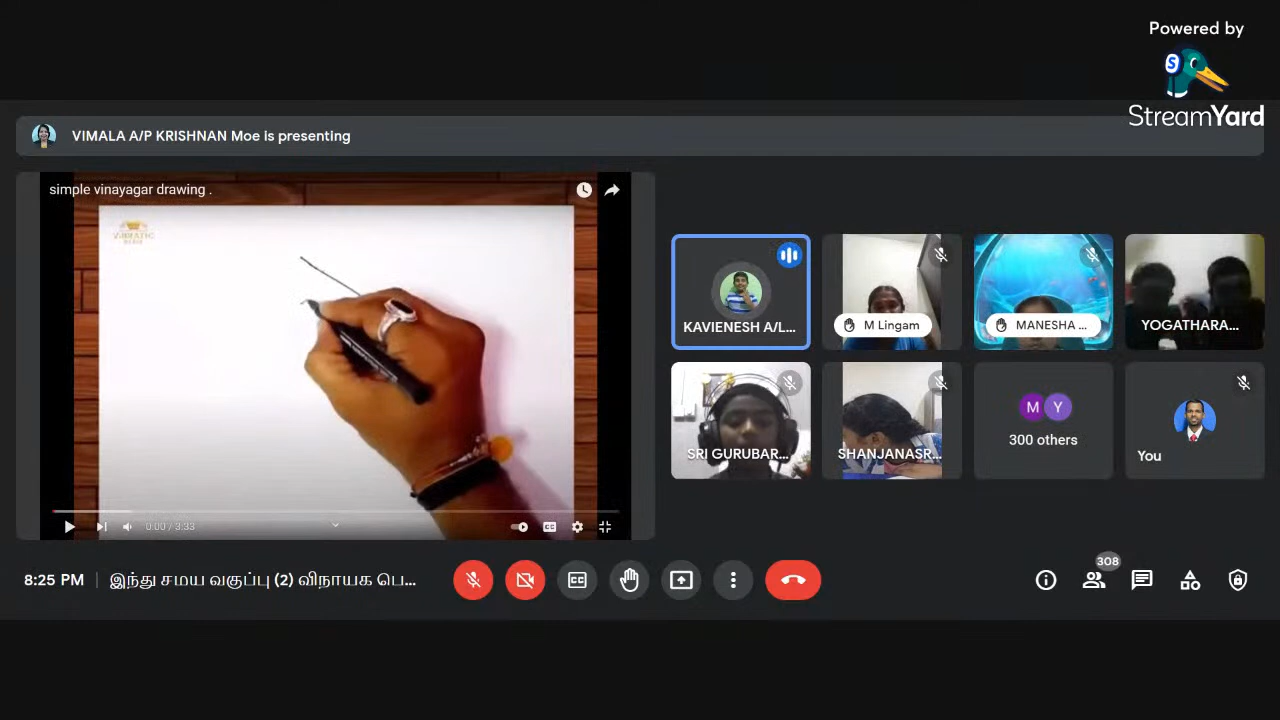 Powered by
StreamYard
VIMALA A/P KRISHNAN Moe is presenting
simple vinayagar drawing .
KAVIENESH A/L...
M Lingam
MANESHA ...
YOGATHARA...
SRI GURUBAR...
SHANJANASR...
M Y
300 others
You
0:00 / 3:33
8:25 PM | இந்து சமய வகுப்பு (2) விநாயக பெ...
308